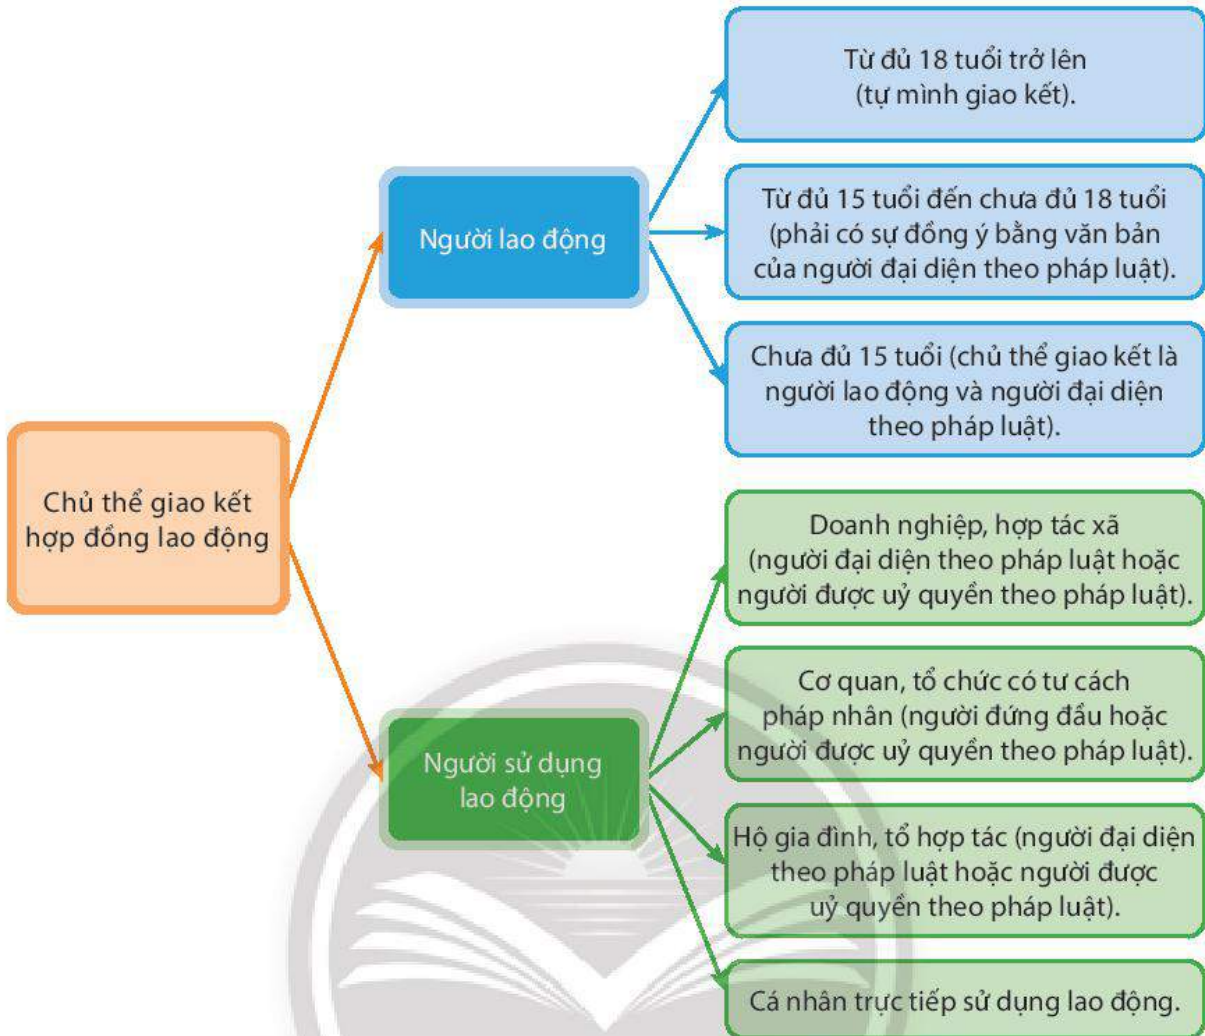 Chủ thể giao kết
hợp đồng lao động
Người lao động
Từ đủ 18 tuổi trở lên
(tự mình giao kết).
Từ đủ 15 tuổi đến chưa đủ 18 tuổi
(phải có sự đồng ý bằng văn bản
của người đại diện theo pháp luật).
Chưa đủ 15 tuổi (chủ thể giao kết là
người lao động và người đại diện
theo pháp luật).
Người sử dụng
lao động
Doanh nghiệp, hợp tác xã
(người đại diện theo pháp luật hoặc
người được uỷ quyền theo pháp luật).
Cơ quan, tổ chức có tư cách
pháp nhân (người đứng đầu hoặc
người được uỷ quyền theo pháp luật).
Hộ gia đình, tổ hợp tác (người đại diện
theo pháp luật hoặc người được
uỷ quyền theo pháp luật).
Cá nhân trực tiếp sử dụng lao động.